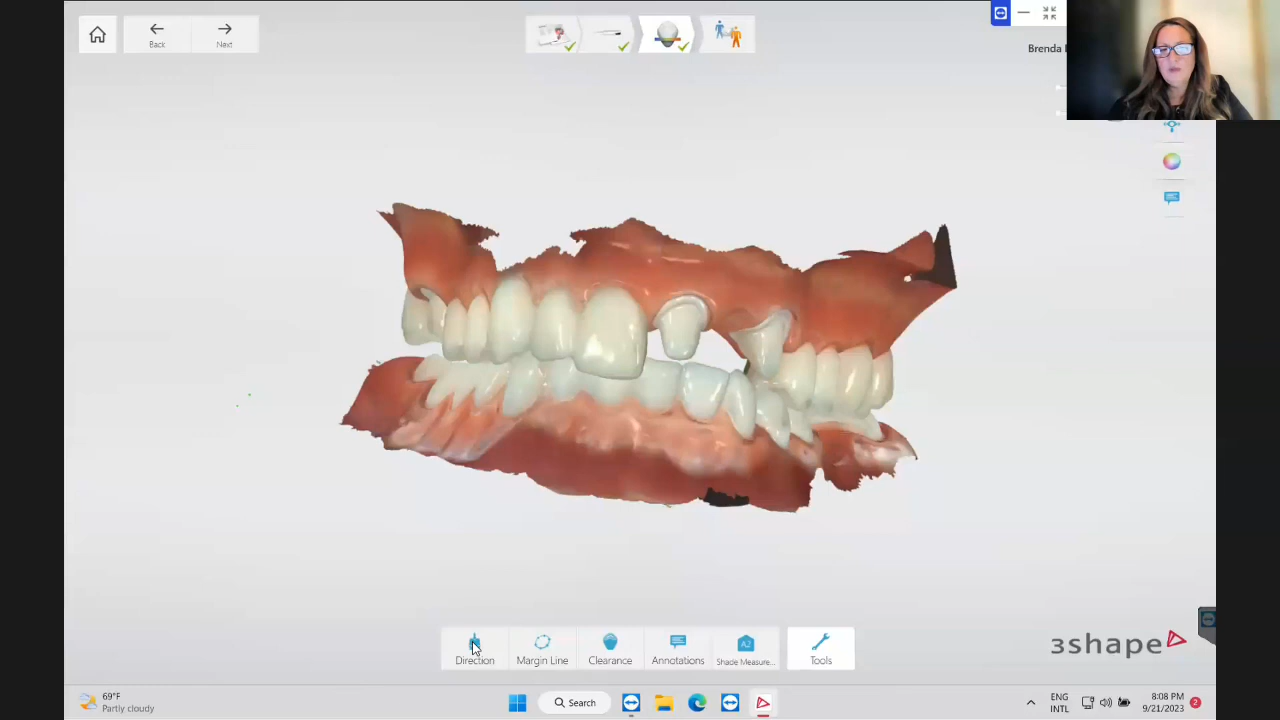 Back
Next
Brenda
Direction
Margin Line
Clearance
Annotations
A2
Shade Measure...
Tools
3shape
69°F
Partly cloudy
Search
ENG
INTL
8:08 PM
9/21/2023
2